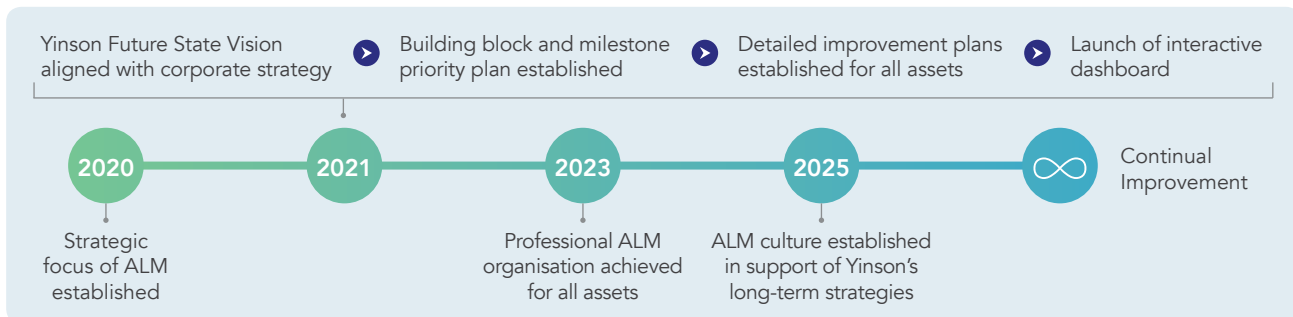 Yinson Future State Vision
aligned with corporate strategy
Building block and milestone
priority plan established
Detailed improvement plans
established for all assets
Launch of interactive
dashboard
2020
2021
2023
2025
Continual
Improvement
Strategic
focus of ALM
established
Professional ALM
organisation achieved
for all assets
ALM culture established
in support of Yinson’s
long-term strategies